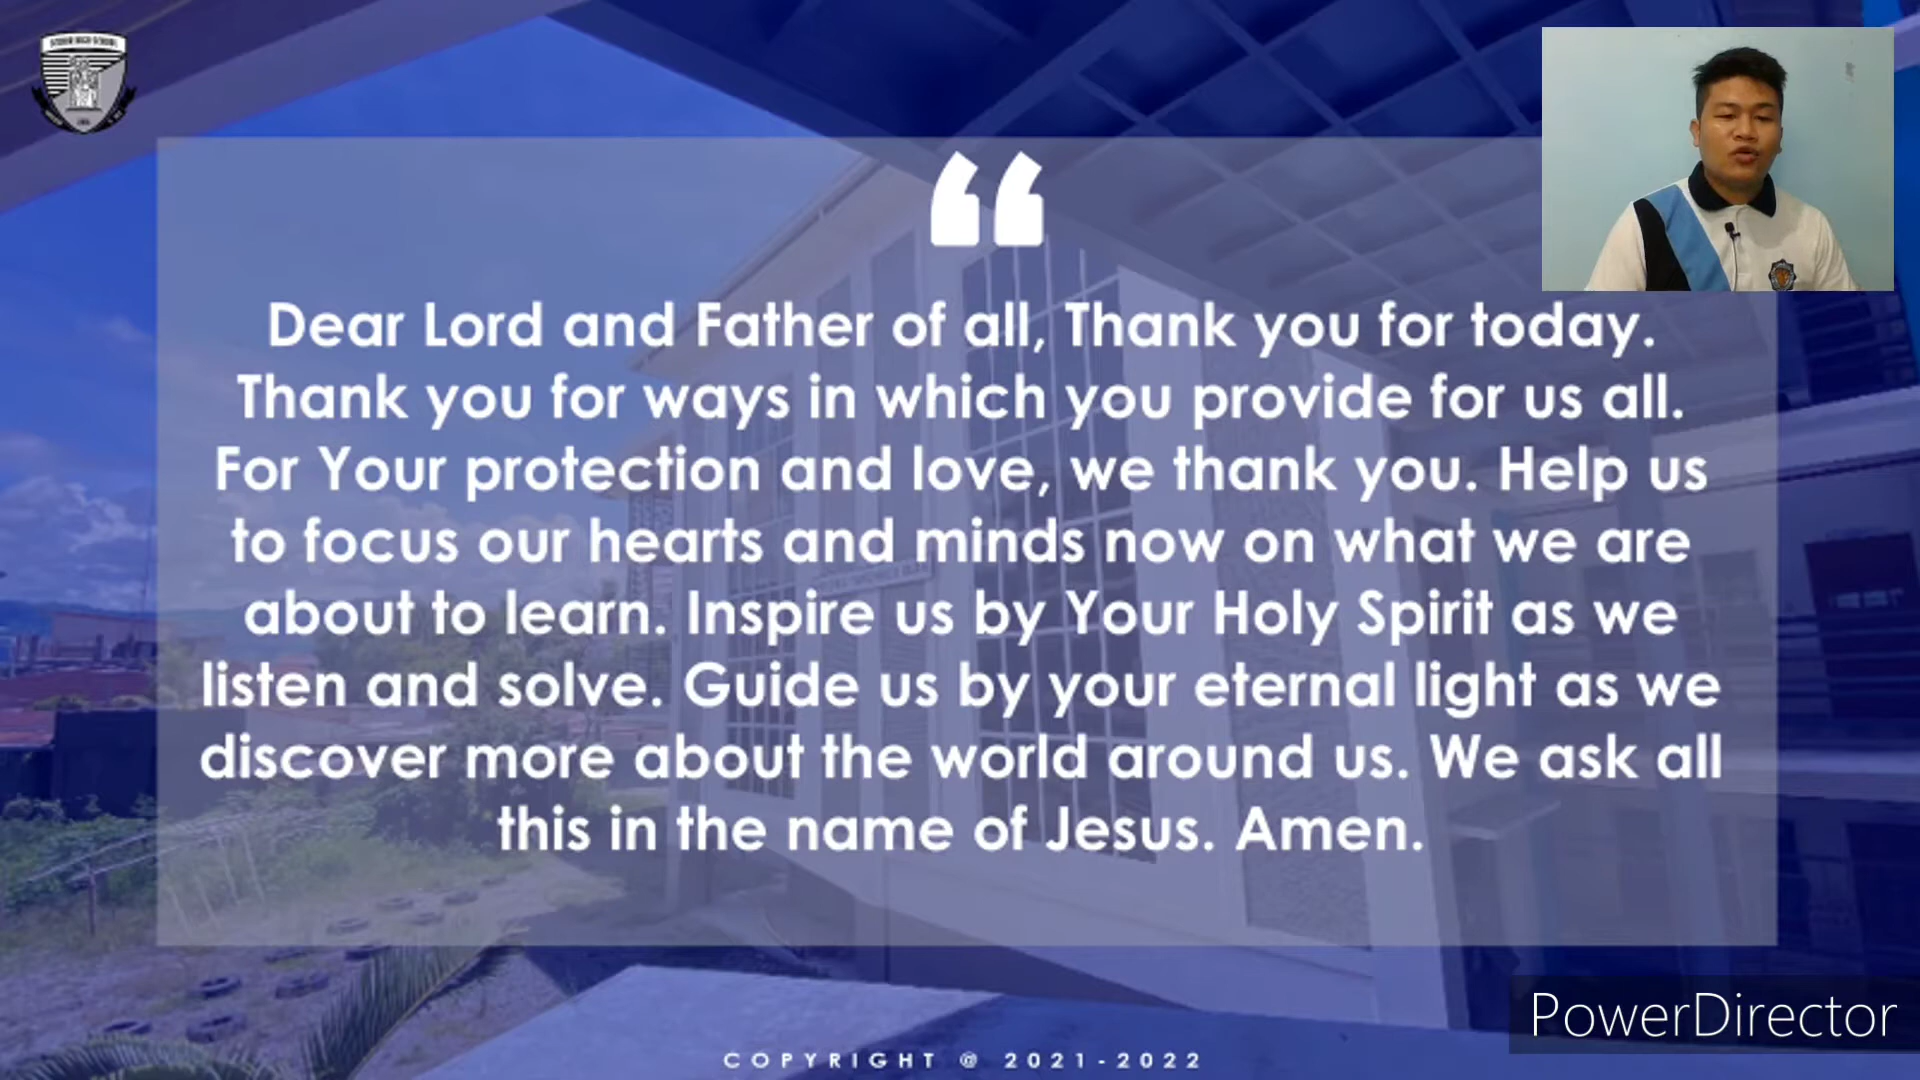 Dear Lord and Father of all, Thank you for today.
Thank you for ways in which you provide for us all.
For Your protection and love, we thank you. Help us
to focus our hearts and minds now on what we are
about to learn. Inspire us by Your Holy Spirit as we
listen and solve. Guide us by your eternal light as we
discover more about the world around us. We ask all
this in the name of Jesus. Amen.
PowerDirector
COPYRIGHT @ 2021-2022